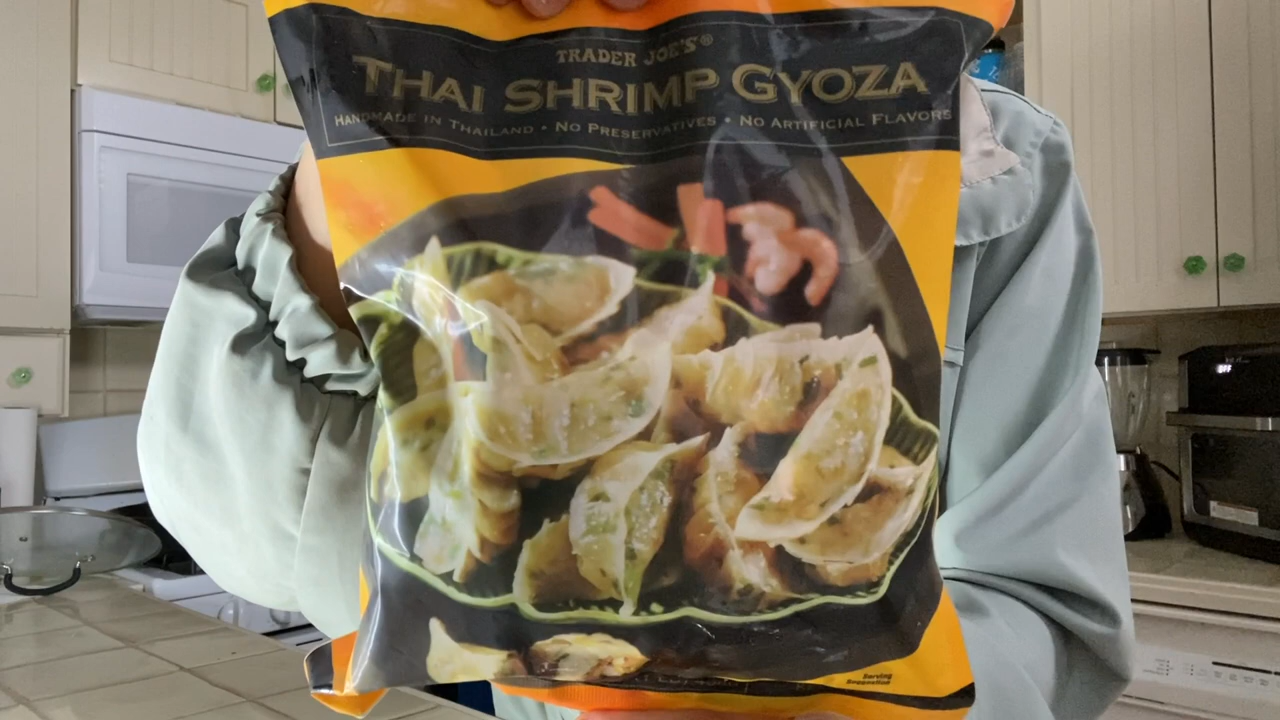 TRADER JOE'S®
THAI SHRIMP GYOZA
HANDMADE IN THAILAND • NO PRESERVATIVES • NO ARTIFICIAL FLAVORS
Serving
Suggestion